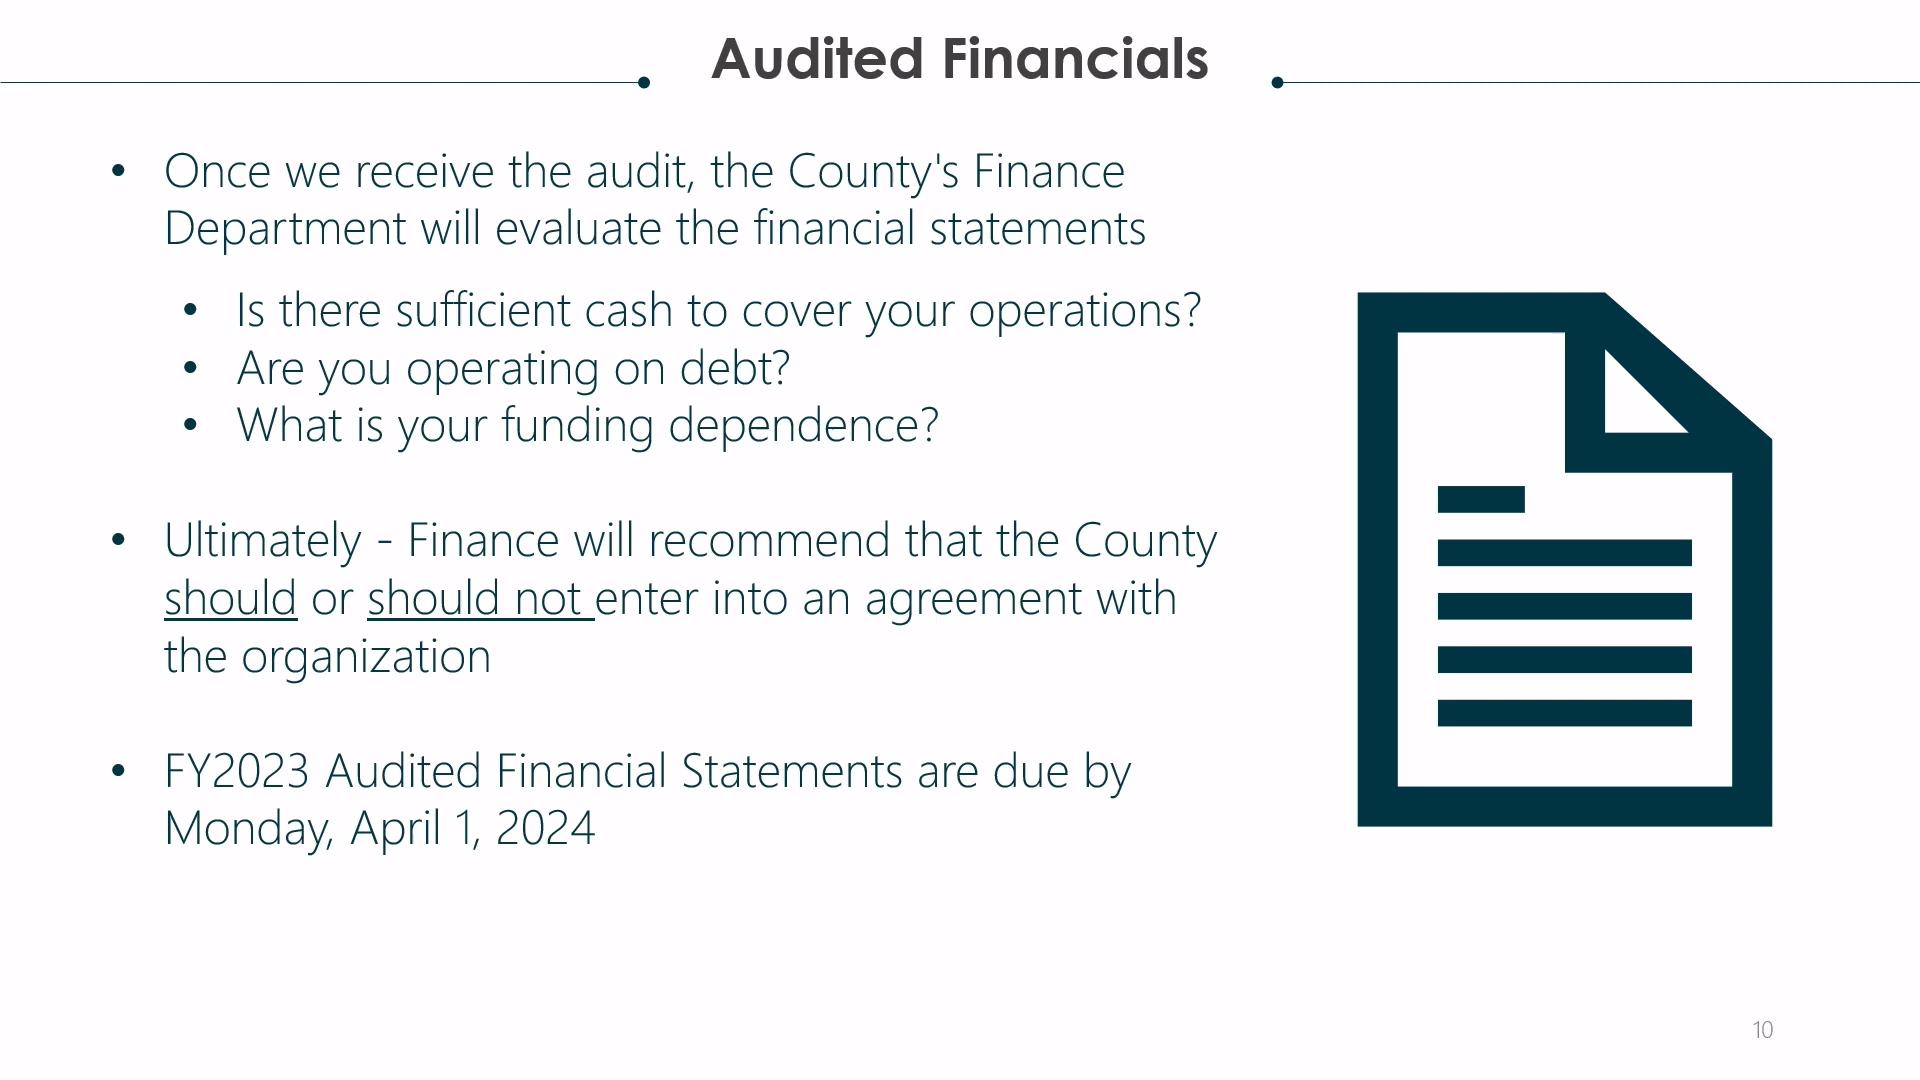 Audited Financials
• Once we receive the audit, the County's Finance
Department will evaluate the financial statements
• Is there sufficient cash to cover your operations?
• Are you operating on debt?
• What is your funding dependence?
• Ultimately - Finance will recommend that the County
should or should not enter into an agreement with
the organization
• FY2023 Audited Financial Statements are due by
Monday, April 1, 2024
10